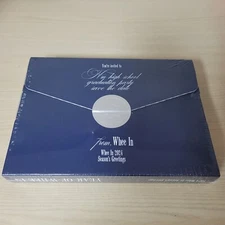 You're invited to
My high school
graduation party
save the date
From, Whee In
Whee In 2024
Season's Greetings